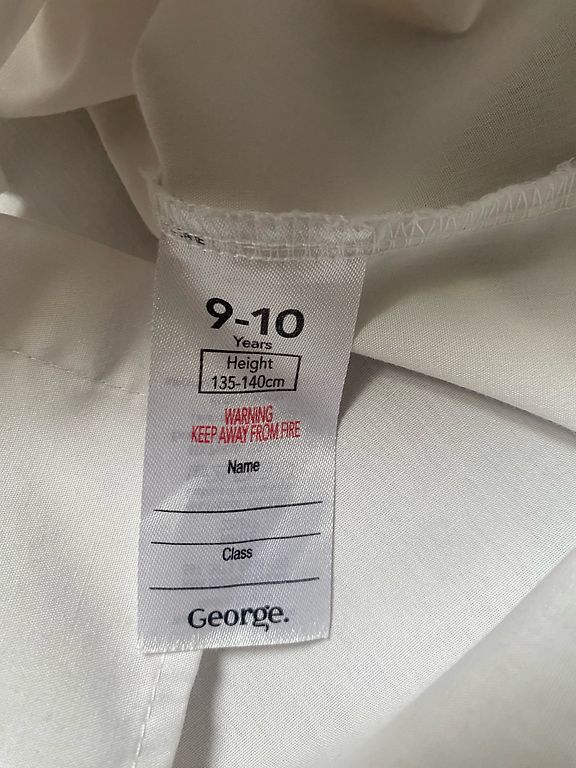 9-10
Years
Height
135-140cm
WARNING
KEEP AWAY FROM FIRE
Name
Class
George.